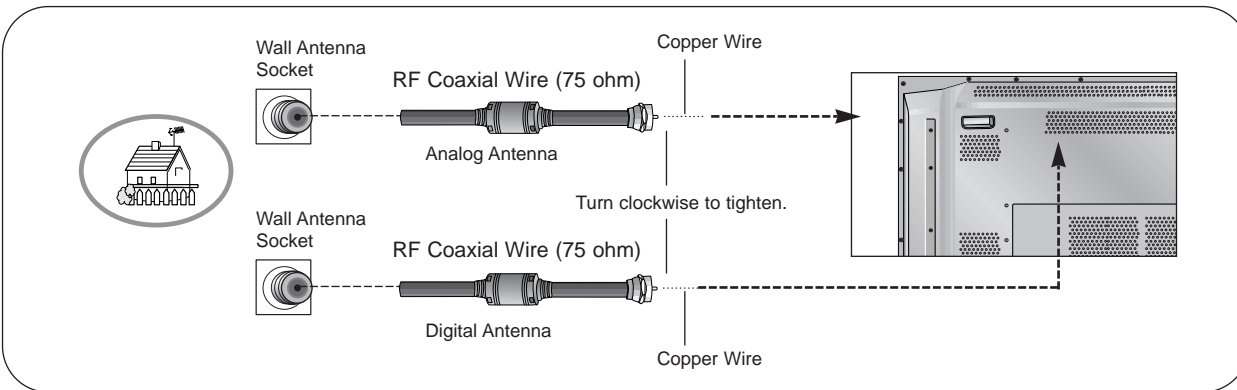 Wall Antenna
Socket
RF Coaxial Wire (75 ohm)
Copper Wire
Analog Antenna
Turn clockwise to tighten.
Wall Antenna
Socket
RF Coaxial Wire (75 ohm)
Digital Antenna
Copper Wire